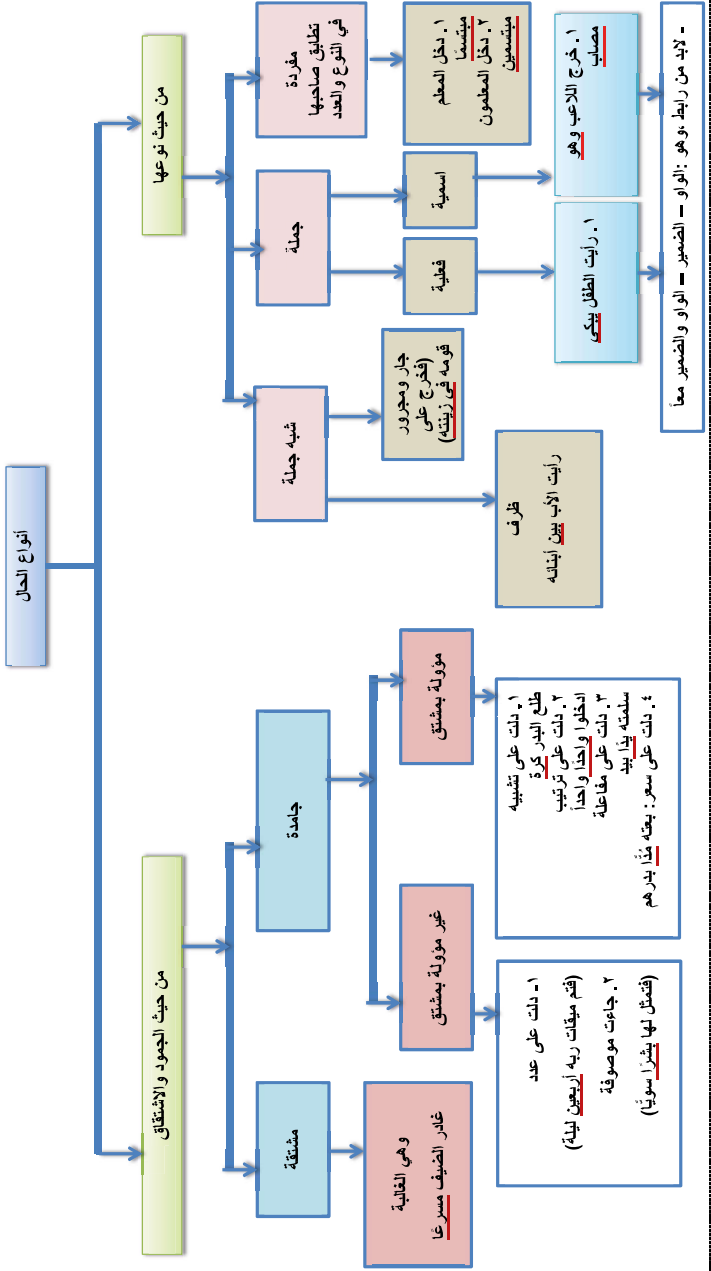 أنواع الحال
من حيث نوعها
من حيث الجمود والاشتقاق
مفردة
تطابق صاحبها
في النوع والعدد
جملة
شبه جملة
جامدة
مشتقة
١. دخل المعلم
مبتسمًا
٢. دخل المعلمون
مبتسمين
اسمية
فعلية
جار ومجرور
(فخرج على
قومه في زينته)
ظرف
رأيت الأب بين أبنائه
مؤولة بمشتق
غير مؤولة بمشتق
وهي الغالبة
غادر الضيف مسرعًا
١. خرج اللاعب وهو
مصاب
١. رأيت الطفل يبكى
١. دلت على تشبيه
طلع البدر كرة
٢. دلت على ترتيب
ادخلوا واحدًا واحداً
٣. دلت على مفاعلة
سلمته يدًا بيد
٤. دلت على سعر: بعته مُدًّا بدرهم
١ـ دلت على عدد
(فتم ميقات ربه أربعين ليلة)
٢. جاءت موصوفة
(فتمثل لها بشرًا سويًا)
ـ لابد من رابط ،وهو :الواو – الضمير – الواو والضمير معاً